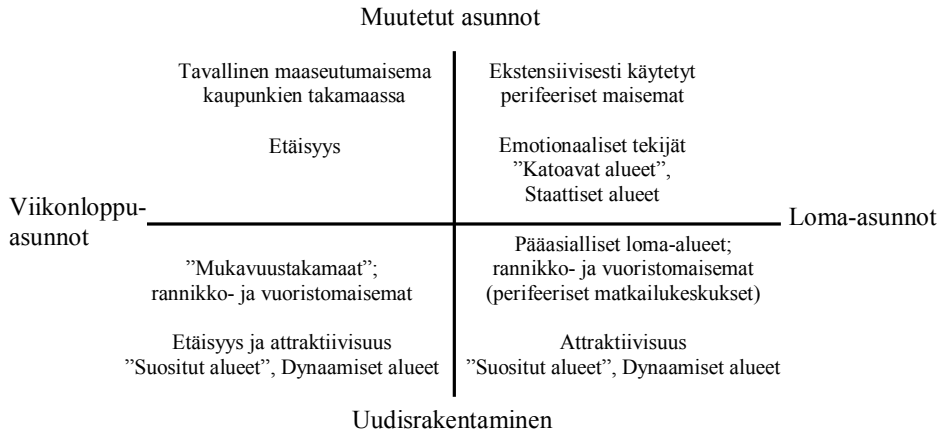 Muutetut asunnot
Tavallinen maaseutumaisema
kaupunkien takamaassa
Etäisyys
Ekstensiivisesti käytetyt
perifeeriset maisemat
Emotionaaliset tekijät
”Katoavat alueet”,
Staattiset alueet
Viikonloppu-
asunnot
Loma-asunnot
”Mukavuustakamaat”;
rannikko- ja vuoristomaisemat
Etäisyys ja attraktiivisuus
”Suositut alueet”, Dynaamiset alueet
Pääasialliset loma-alueet;
rannikko- ja vuoristomaisemat
(perifeeriset matkailukeskukset)
Attraktiivisuus
”Suositut alueet”, Dynaamiset alueet
Uudisrakentaminen